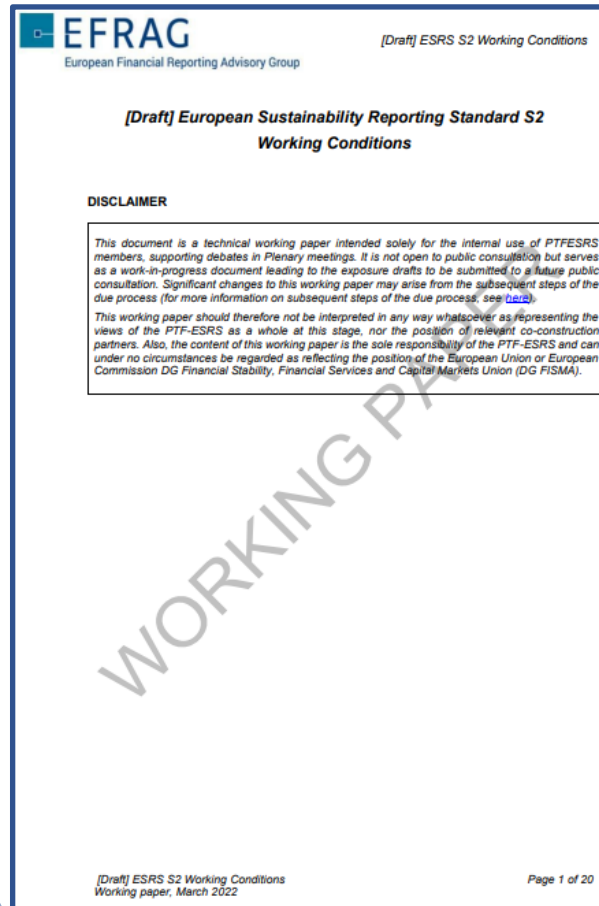 EFRAG
European Financial Reporting Advisory Group
[Draft] ESRS S2 Working Conditions
[Draft] European Sustainability Reporting Standard S2
Working Conditions
DISCLAIMER
This document is a technical working paper intended solely for the internal use of PTFESRS
members, supporting debates in Plenary meetings. It is not open to public consultation but serves
as a work-in-progress document leading to the exposure drafts to be submitted to a future public
consultation. Significant changes to this working paper may arise from the subsequent steps of the
due process (for more information on subsequent steps of the due process, see here).
This working paper should therefore not be interpreted in any way whatsoever as representing the
views of the PTF-ESRS as a whole at this stage, nor the position of relevant co-construction
partners. Also, the content of this working paper is the sole responsibility of the PTF-ESRS and can
under no circumstances be regarded as reflecting the position of the European Union or European
Commission DG Financial Stability, Financial Services and Capital Markets Union (DG FISMA).
WORKING PAPER
[Draft] ESRS S2 Working Conditions
Working paper, March 2022
Page 1 of 20